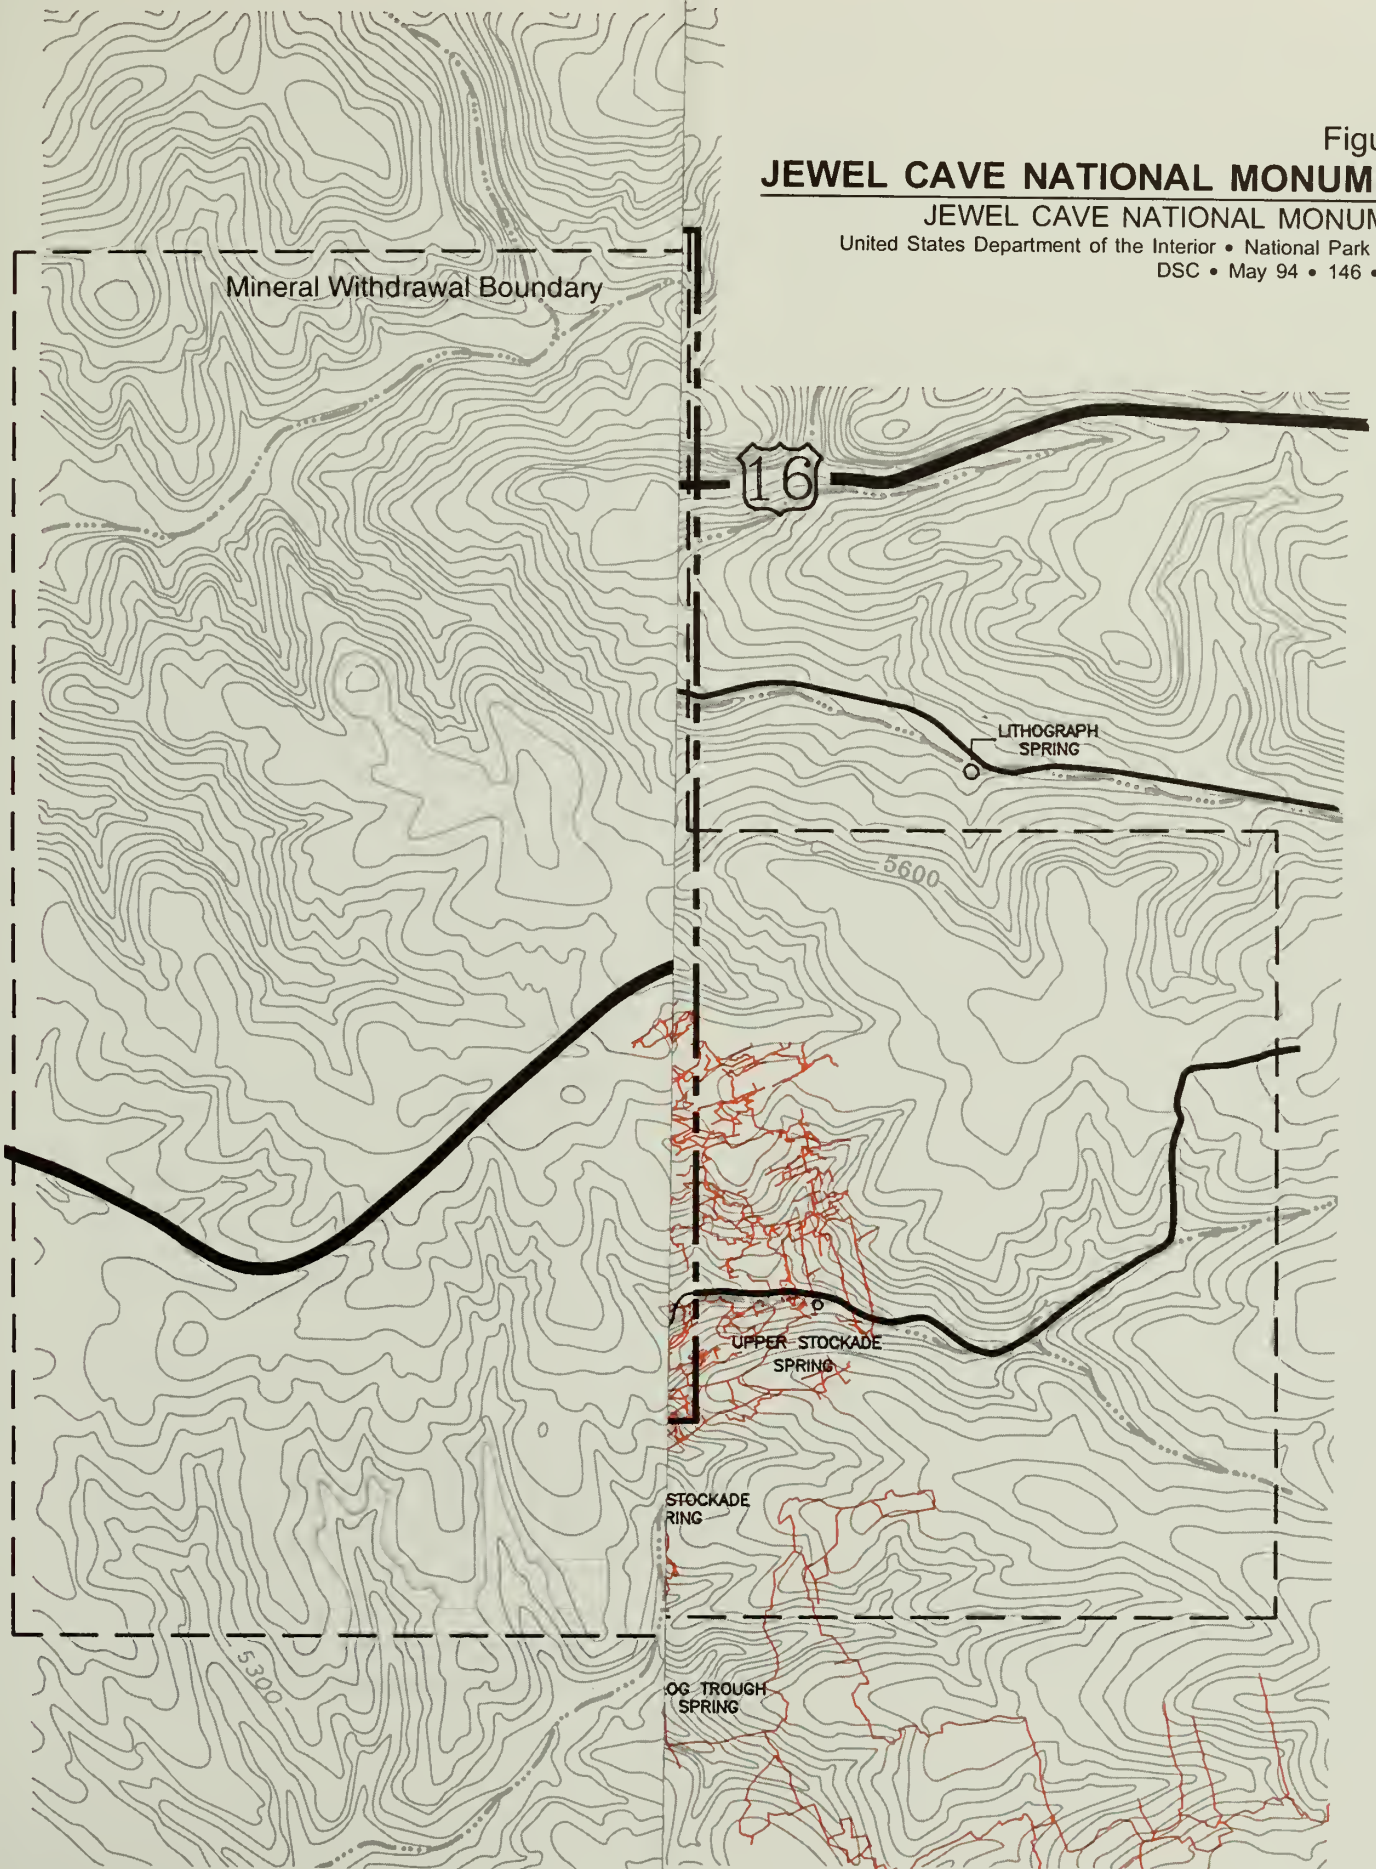 Figu
JEWEL CAVE NATIONAL MONUM
JEWEL CAVE NATIONAL MONUM
United States Department of the Interior • National Park
DSC • May 94 • 146 •
Mineral Withdrawal Boundary
16
LITHOGRAPH
SPRING
5600
UPPER STOCKADE
SPRING
STOCKADE
RING
5300
OG TROUGH
SPRING